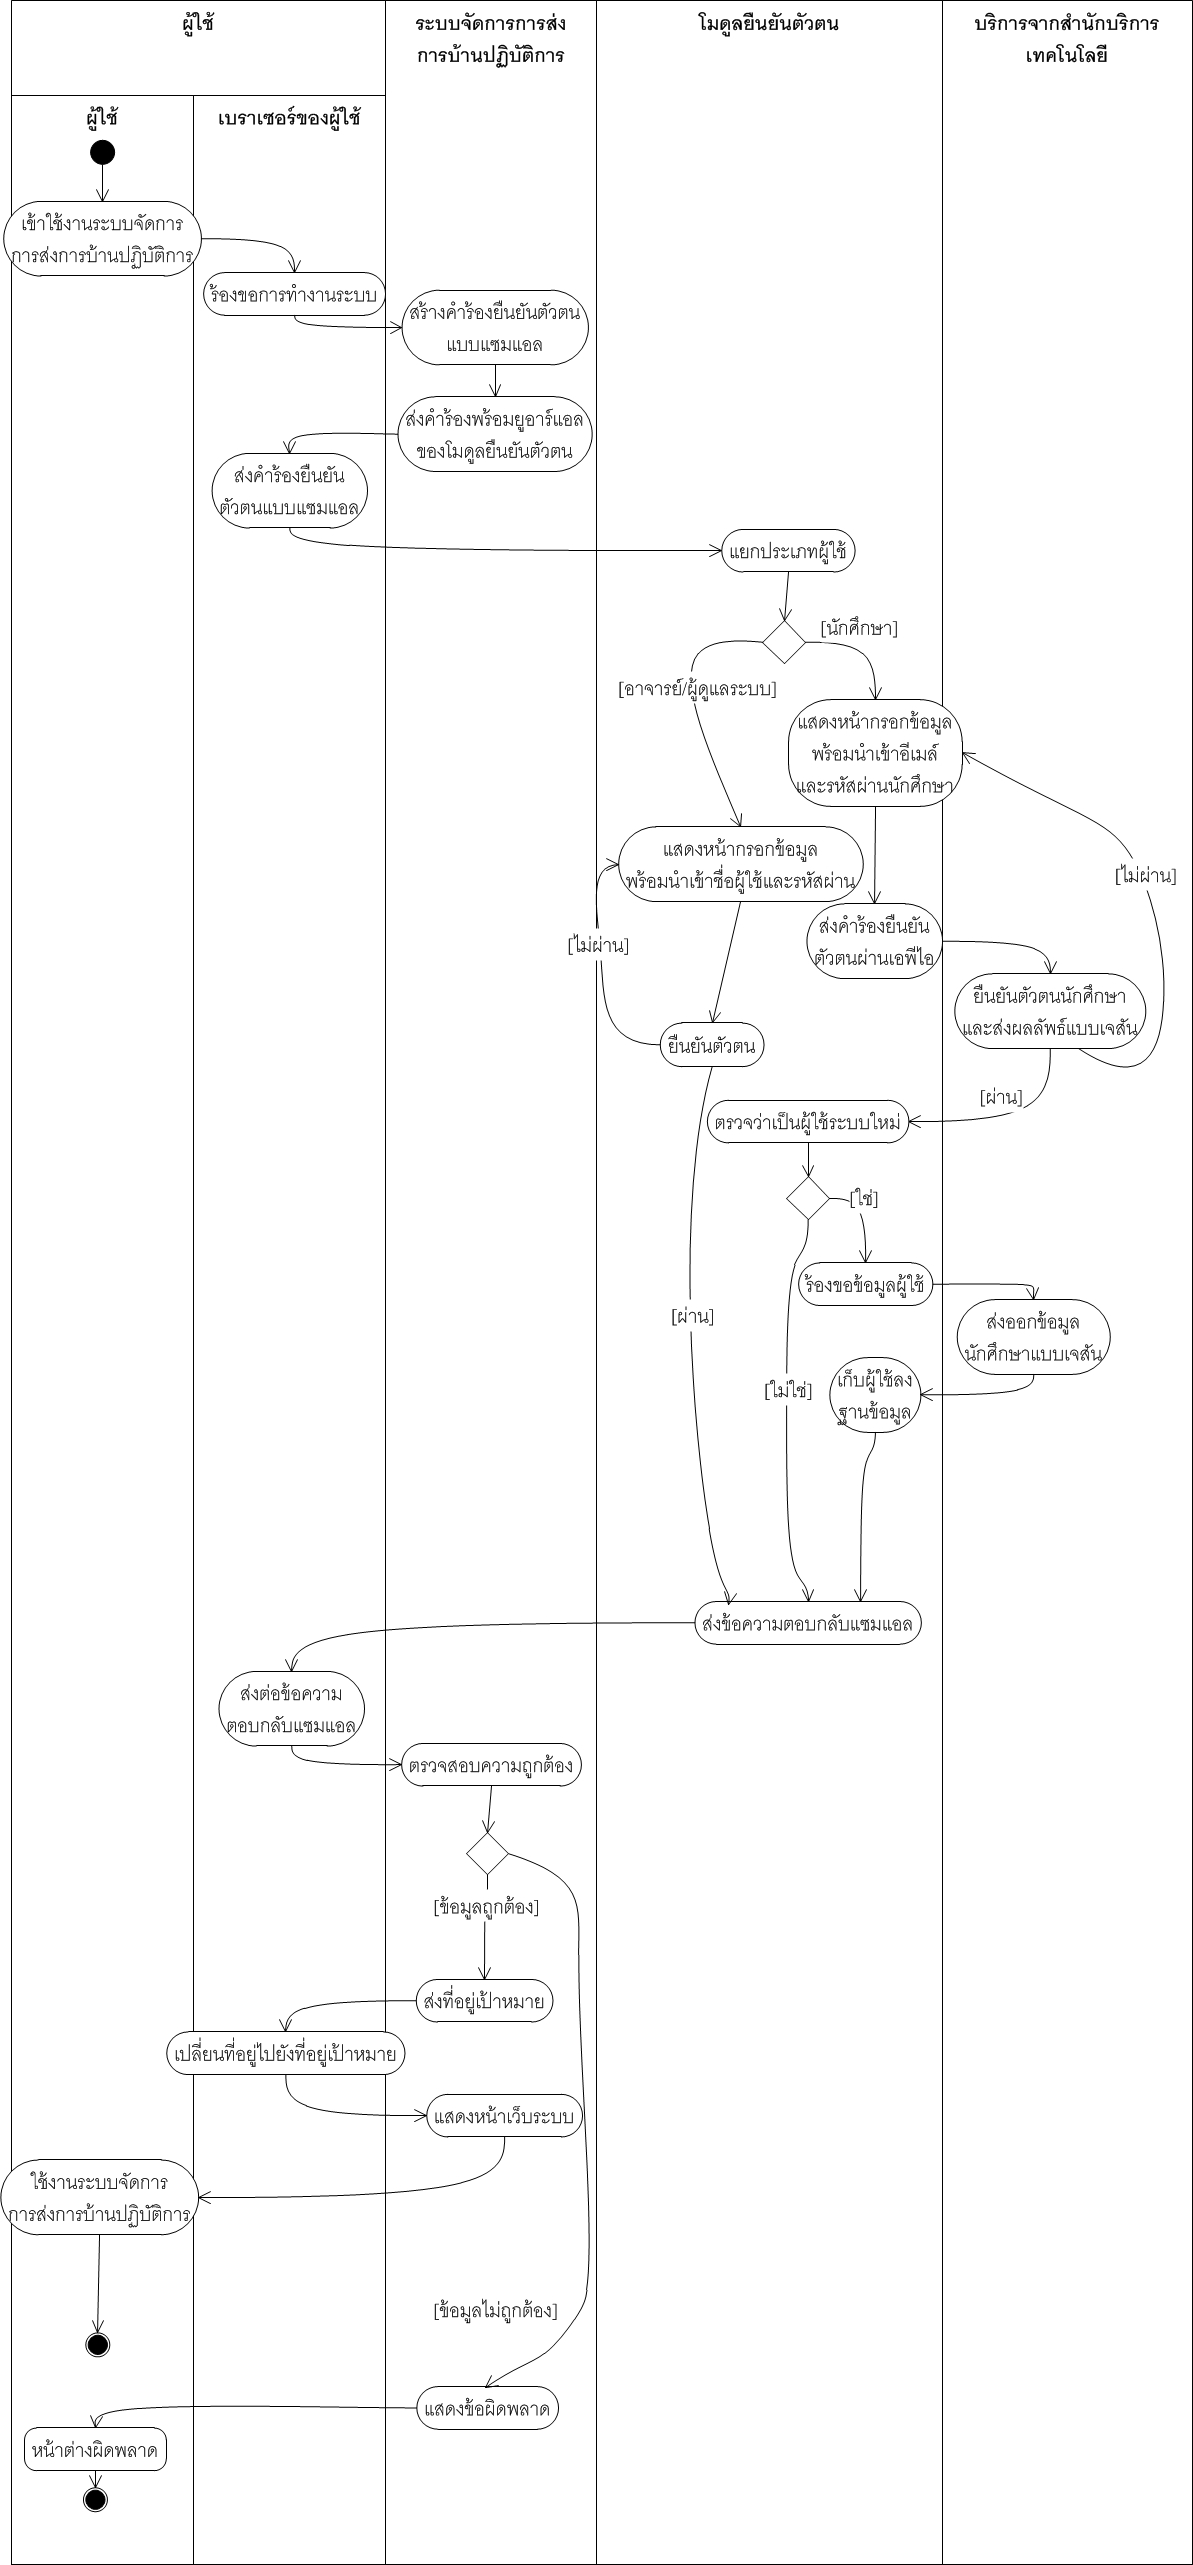 ผู้ใช้
ระบบจัดการการส่ง
การบ้านปฏิบัติการ
โมดูลยืนยันตัวตน
บริการจากสำนักบริการ
เทคโนโลยี
ผู้ใช้
เบราเซอร์ของผู้ใช้
เข้าใช้งานระบบจัดการ
การส่งการบ้านปฏิบัติการ
ร้องขอการทำงานระบบ
สร้างคำร้องยืนยันตัวตน
แบบแซมแอล
ส่งคำร้องพร้อมยูอาร์แอล
ของโมดูลยืนยันตัวตน
ส่งคำร้องยืนยัน
ตัวตนแบบแซมแอล
แยกประเภทผู้ใช้
[นักศึกษา]
[อาจารย์/ผู้ดูแลระบบ]
แสดงหน้ากรอกข้อมูล
พร้อมนำเข้าอีเมล์
และรหัสผ่านนักศึกษา
แสดงหน้ากรอกข้อมูล
พร้อมนำเข้าชื่อผู้ใช้และรหัสผ่าน
[ไม่ผ่าน]
ส่งคำร้องยืนยัน
ตัวตนผ่านเอพีไอ
[ไม่ผ่าน]
ยืนยันตัวตนนักศึกษา
และส่งผลลัพธ์แบบเจสัน
ยืนยันตัวตน
[ผ่าน]
ตรวจว่าเป็นผู้ใช้ระบบใหม่
[ใช่]
ร้องขอข้อมูลผู้ใช้
[ผ่าน]
ส่งออกข้อมูล
นักศึกษาแบบเจสัน
[ไม่ใช่]
เก็บผู้ใช้ลง
ฐานข้อมูล
ส่งข้อความตอบกลับแซมแอล
ส่งต่อข้อความ
ตอบกลับแซมแอล
ตรวจสอบความถูกต้อง
[ข้อมูลถูกต้อง]
ส่งที่อยู่เป้าหมาย
เปลี่ยนที่อยู่ไปยังที่อยู่เป้าหมาย
แสดงหน้าเว็บระบบ
ใช้งานระบบจัดการ
การส่งการบ้านปฏิบัติการ
[ข้อมูลไม่ถูกต้อง]
แสดงข้อผิดพลาด
หน้าต่างผิดพลาด